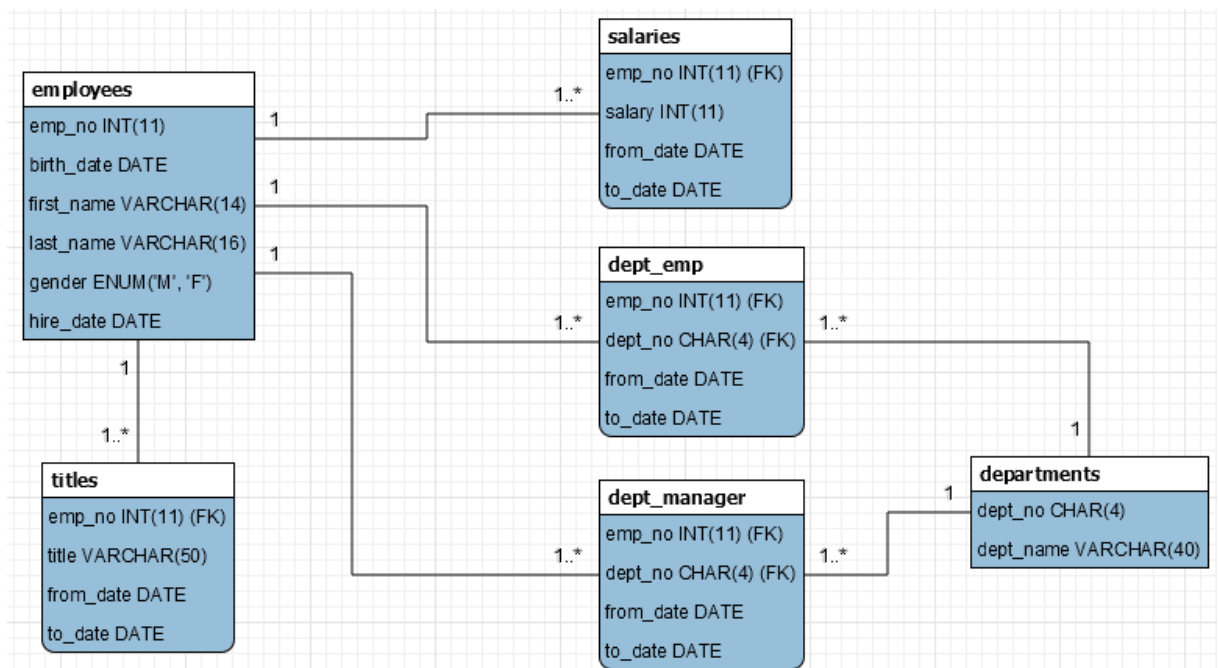 salaries
emp_no INT(11) (FK)
salary INT(11)
from_date DATE
to_date DATE
employees
emp_no INT(11)
birth_date DATE
first_name VARCHAR(14)
last_name VARCHAR(16)
gender ENUM('M', 'F')
hire_date DATE
1
1..*
1
1..*
1
1..*
1
1..*
dept_emp
emp_no INT(11) (FK)
dept_no CHAR(4) (FK)
from_date DATE
to_date DATE
1..*
1
titles
emp_no INT(11) (FK)
title VARCHAR(50)
from_date DATE
to_date DATE
dept_manager
emp_no INT(11) (FK)
dept_no CHAR(4) (FK)
from_date DATE
to_date DATE
1..*
1
departments
dept_no CHAR(4)
dept_name VARCHAR(40)